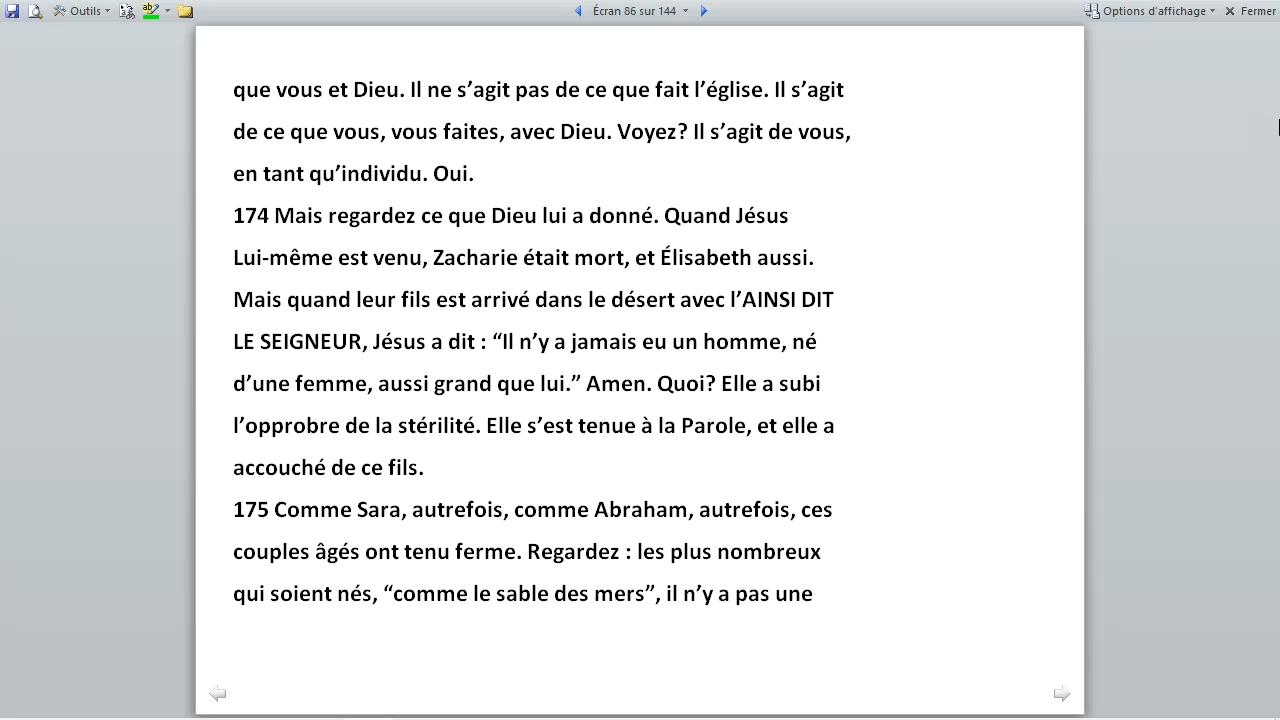 Outils
Écran 86 sur 144
Options d'affichage
Fermer
que vous et Dieu. Il ne s’agit pas de ce que fait l’église. Il s’agit
de ce que vous, vous faites, avec Dieu. Voyez? Il s’agit de vous,
en tant qu’individu. Oui.
174 Mais regardez ce que Dieu lui a donné. Quand Jésus
Lui-même est venu, Zacharie était mort, et Élisabeth aussi.
Mais quand leur fils est arrivé dans le désert avec l’AINSI DIT
LE SEIGNEUR, Jésus a dit : “Il n’y a jamais eu un homme, né
d’une femme, aussi grand que lui.” Amen. Quoi? Elle a subi
l’opprobre de la stérilité. Elle s’est tenue à la Parole, et elle a
accouché de ce fils.
175 Comme Sara, autrefois, comme Abraham, autrefois, ces
couples âgés ont tenu ferme. Regardez : les plus nombreux
qui soient nés, “comme le sable des mers”, il n’y a pas une